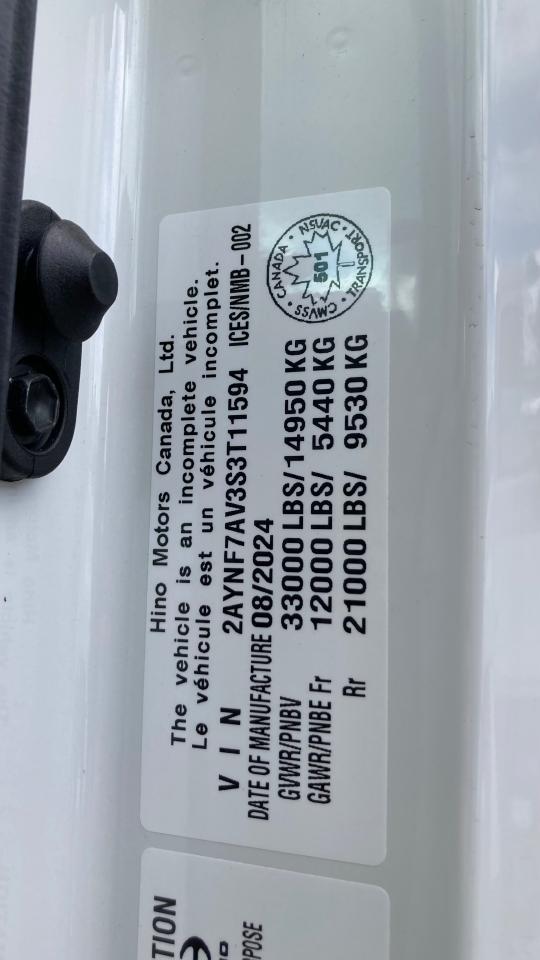 Hino Motors Canada, Ltd.
The vehicle is an incomplete vehicle.
Le véhicule est un véhicule incomplet.
V I N 2AYNF7AV3S3T11594 ICES/NMB-002
DATE OF MANUFACTURE 08/2024
GVWR/PNBV 33000 LBS/14950 KG
GAWR/PNBE Fr 12000 LBS/ 5440 KG
Rr 21000 LBS/ 9530 KG
CANADA · NSVAC · TRANSPORT · CMVSS ·
501
TION
RPOSE